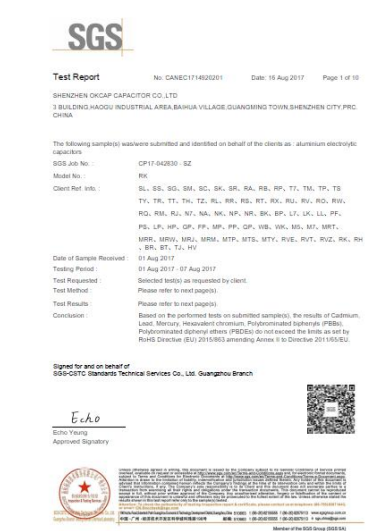 SGS
Test Report No. CANEC1714920201 Date: 16 Aug 2017 Page 1 of 10
SHENZHEN OKCAP CAPACITOR CO.,LTD
3 BUILDING,HAOQU INDUSTRIAL AREA,BAIHUA VILLAGE,GUANGMING TOWN,SHENZHEN CITY,PRC
CHINA
The following sample(s) was/were submitted and identified on behalf of the clients as : aluminium electrolytic
capacitors
SGS Job No. : CP17-042830 - SZ
Model No. : RK
Client Ref. Info. : SL、SS、SG、SM、SC、SK、SR、RA、RB、RP、T7、TM、TP、TS
TY、TR、TT、TH、TZ、RL、RR、RS、RT、RX、RU、RV、RO、RW、
RQ、RM、RJ、N7、NA、NK、NP、NR、BK、BP、L7、LK、LL、PF、
PS、LP、HP、GP、FP、MP、PP、QP、WB、WK、M5、M7、MRT、
MRR、MRW、MRJ、MRM、MTP、MTS、MTY、RVE、RVT、RVZ、RK、RH
、BR、BT、TJ、HV
Date of Sample Received : 01 Aug 2017
Testing Period : 01 Aug 2017 - 07 Aug 2017
Test Requested : Selected test(s) as requested by client.
Test Method : Please refer to next page(s).
Test Results : Please refer to next page(s).
Conclusion : Based on the performed tests on submitted sample(s), the results of Cadmium,
Lead, Mercury, Hexavalent chromium, Polybrominated biphenyls (PBBs),
Polybrominated diphenyl ethers (PBDEs) do not exceed the limits as set by
RoHS Directive (EU) 2015/863 amending Annex II to Directive 2011/65/EU.
Signed for and on behalf of
SGS-CSTC Standards Technical Services Co., Ltd. Guangzhou Branch
Echo
Echo Yeung
Approved Signatory
Member of the SGS Group (SGS SA)